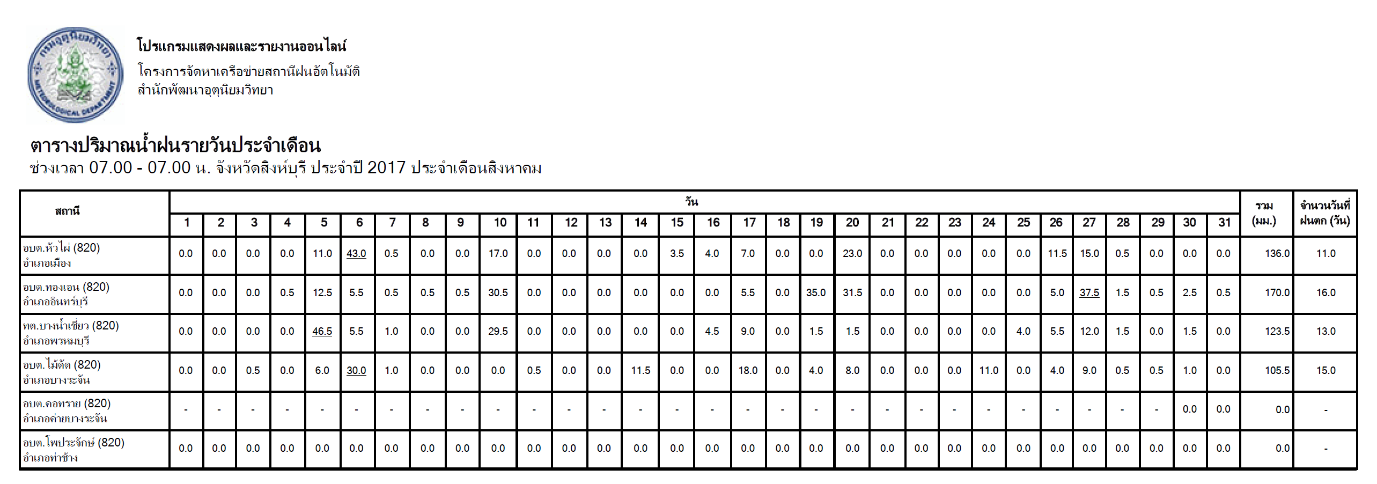 กรมอุตุนิยมวิทยา
METEOROLOGICAL DEPARTMENT
โปรแกรมแสดงผลและรายงานออนไลน์
โครงการจัดหาเครือข่ายสถานีฝนอัตโนมัติ
สำนักพัฒนาอุตุนิยมวิทยา
ตารางปริมาณน้ำฝนรายวันประจำเดือน
ช่วงเวลา 07.00 - 07.00 น. จังหวัดสิงห์บุรี ประจำปี 2017 ประจำเดือนสิงหาคม
สถานี วัน รวม (มม.) จำนวนวันที่ ฝนตก (วัน)
1 2 3 4 5 6 7 8 9 10 11 12 13 14 15 16 17 18 19 20 21 22 23 24 25 26 27 28 29 30 31
อบต.หัวไผ่ (820)
อำเภอเมือง
0.0 0.0 0.0 0.0 11.0 43.0 0.5 0.0 0.0 17.0 0.0 0.0 0.0 0.0 3.5 4.0 7.0 0.0 0.0 23.0 0.0 0.0 0.0 0.0 0.0 11.5 15.0 0.5 0.0 0.0 0.0 136.0 11.0
อบต.ทองเอน (820)
อำเภออินทร์บุรี
0.0 0.0 0.0 0.5 12.5 5.5 0.5 0.5 0.5 30.5 0.0 0.0 0.0 0.0 0.0 0.0 5.5 0.0 35.0 31.5 0.0 0.0 0.0 0.0 0.0 5.0 37.5 1.5 0.5 2.5 0.5 170.0 16.0
ทต.บางน้ำเชี่ยว (820)
อำเภอพรหมบุรี
0.0 0.0 0.0 0.0 46.5 5.5 1.0 0.0 0.0 29.5 0.0 0.0 0.0 0.0 0.0 4.5 9.0 0.0 1.5 1.5 0.0 0.0 0.0 0.0 4.0 5.5 12.0 1.5 0.0 1.5 0.0 123.5 13.0
อบต.ไม้ดัด (820)
อำเภอบางระจัน
0.0 0.0 0.5 0.0 6.0 30.0 1.0 0.0 0.0 0.0 0.5 0.0 0.0 11.5 0.0 0.0 18.0 0.0 4.0 8.0 0.0 0.0 0.0 11.0 0.0 4.0 9.0 0.5 0.5 1.0 0.0 105.5 15.0
อบต.คอทราย (820)
อำเภอค่ายบางระจัน
- - - - - - - - - - - - - - - - - - - - - - - - - - - - - 0.0 0.0 0.0 -
อบต.โพประจักษ์ (820)
อำเภอท่าช้าง
0.0 0.0 0.0 0.0 0.0 0.0 0.0 0.0 0.0 0.0 0.0 0.0 0.0 0.0 0.0 0.0 0.0 0.0 0.0 0.0 0.0 0.0 0.0 0.0 0.0 0.0 0.0 0.0 0.0 0.0 0.0 0.0 -